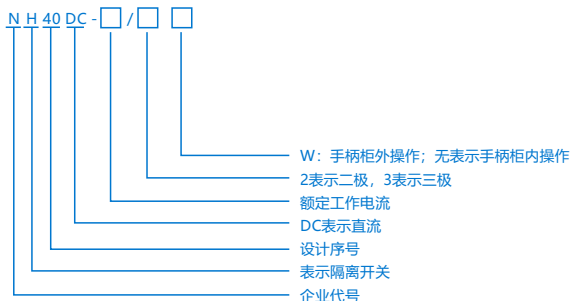 N H 40 DC -□ /□ □
W：手柄柜外操作；无表示手柄柜内操作
2表示二极，3表示三极
额定工作电流
DC表示直流
设计序号
表示隔离开关
企业代号